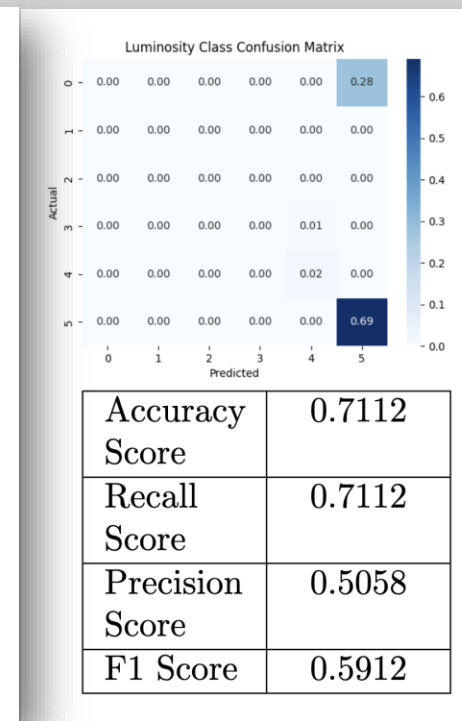 Luminosity Class Confusion Matrix
0 0.00 0.00 0.00 0.00 0.00 0.28
1 0.00 0.00 0.00 0.00 0.00 0.00
2 0.00 0.00 0.00 0.00 0.00 0.00
3 0.00 0.00 0.00 0.00 0.01 0.00
4 0.00 0.00 0.00 0.00 0.02 0.00
5 0.00 0.00 0.00 0.00 0.00 0.69
Actual
0 1 2 3 4 5
Predicted
0.6
0.5
0.4
0.3
0.2
0.1
0.0
Accuracy 0.7112
Score
Recall 0.7112
Score
Precision 0.5058
Score
F1 Score 0.5912